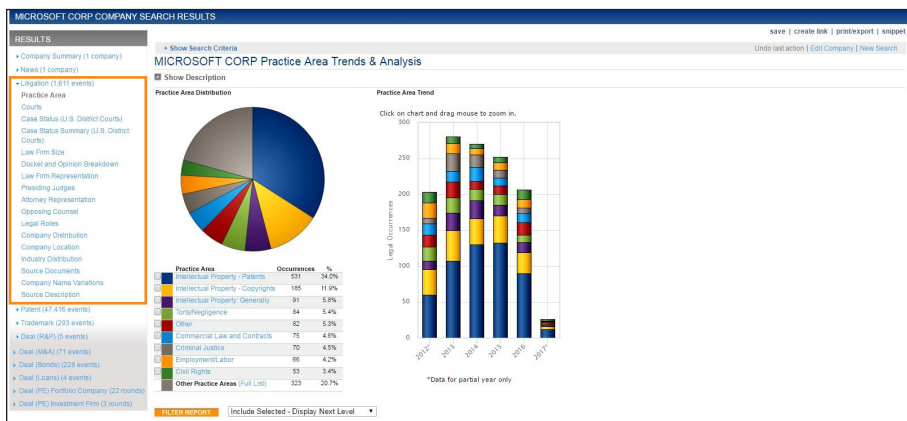 MICROSOFT CORP COMPANY SEARCH RESULTS
save | create link | print/export | snippet
RESULTS
+ Show Search Criteria
Undo last action | Edit Company | New Search
Company Summary (1 company)
News (1 company)
Litigation (1,611 events)
Practice Area
Courts
Case Status (U.S. District Courts)
Case Status Summary (U.S. District
Courts)
Law Firm Size
Docket and Opinion Breakdown
Law Firm Representation
Presiding Judges
Attorney Representation
Opposing Counsel
Legal Roles
Company Distribution
Company Location
Industry Distribution
Source Documents
Company Name Variations
Source Description
Patent (47,416 events)
Trademark (293 events)
Deal (R&P) (5 events)
Deal (M&A) (71 events)
Deal (Bonds) (228 events)
Deal (Loans) (4 events)
Deal (PE) Portfolio Company (22 rounds)
Deal (PE) Investment Firm (3 rounds)
MICROSOFT CORP Practice Area Trends & Analysis
Show Description
Practice Area Distribution
Practice Area Occurrences %
Intellectual Property - Patents 531 34.0%
Intellectual Property - Copyrights 185 11.9%
Intellectual Property: Generally 91 5.8%
Torts/Negligence 84 5.4%
Other 82 5.3%
Commercial Law and Contracts 75 4.8%
Criminal Justice 70 4.5%
Employment/Labor 66 4.2%
Civil Rights 53 3.4%
Other Practice Areas (Full List) 323 20.7%
FILTER REPORT Include Selected - Display Next Level
Practice Area Trend
Click on chart and drag mouse to zoom in.
300
250
200
150
100
50
0
Legal Occurrences
2012* 2013 2014 2015 2016 2017*
*Data for partial year only